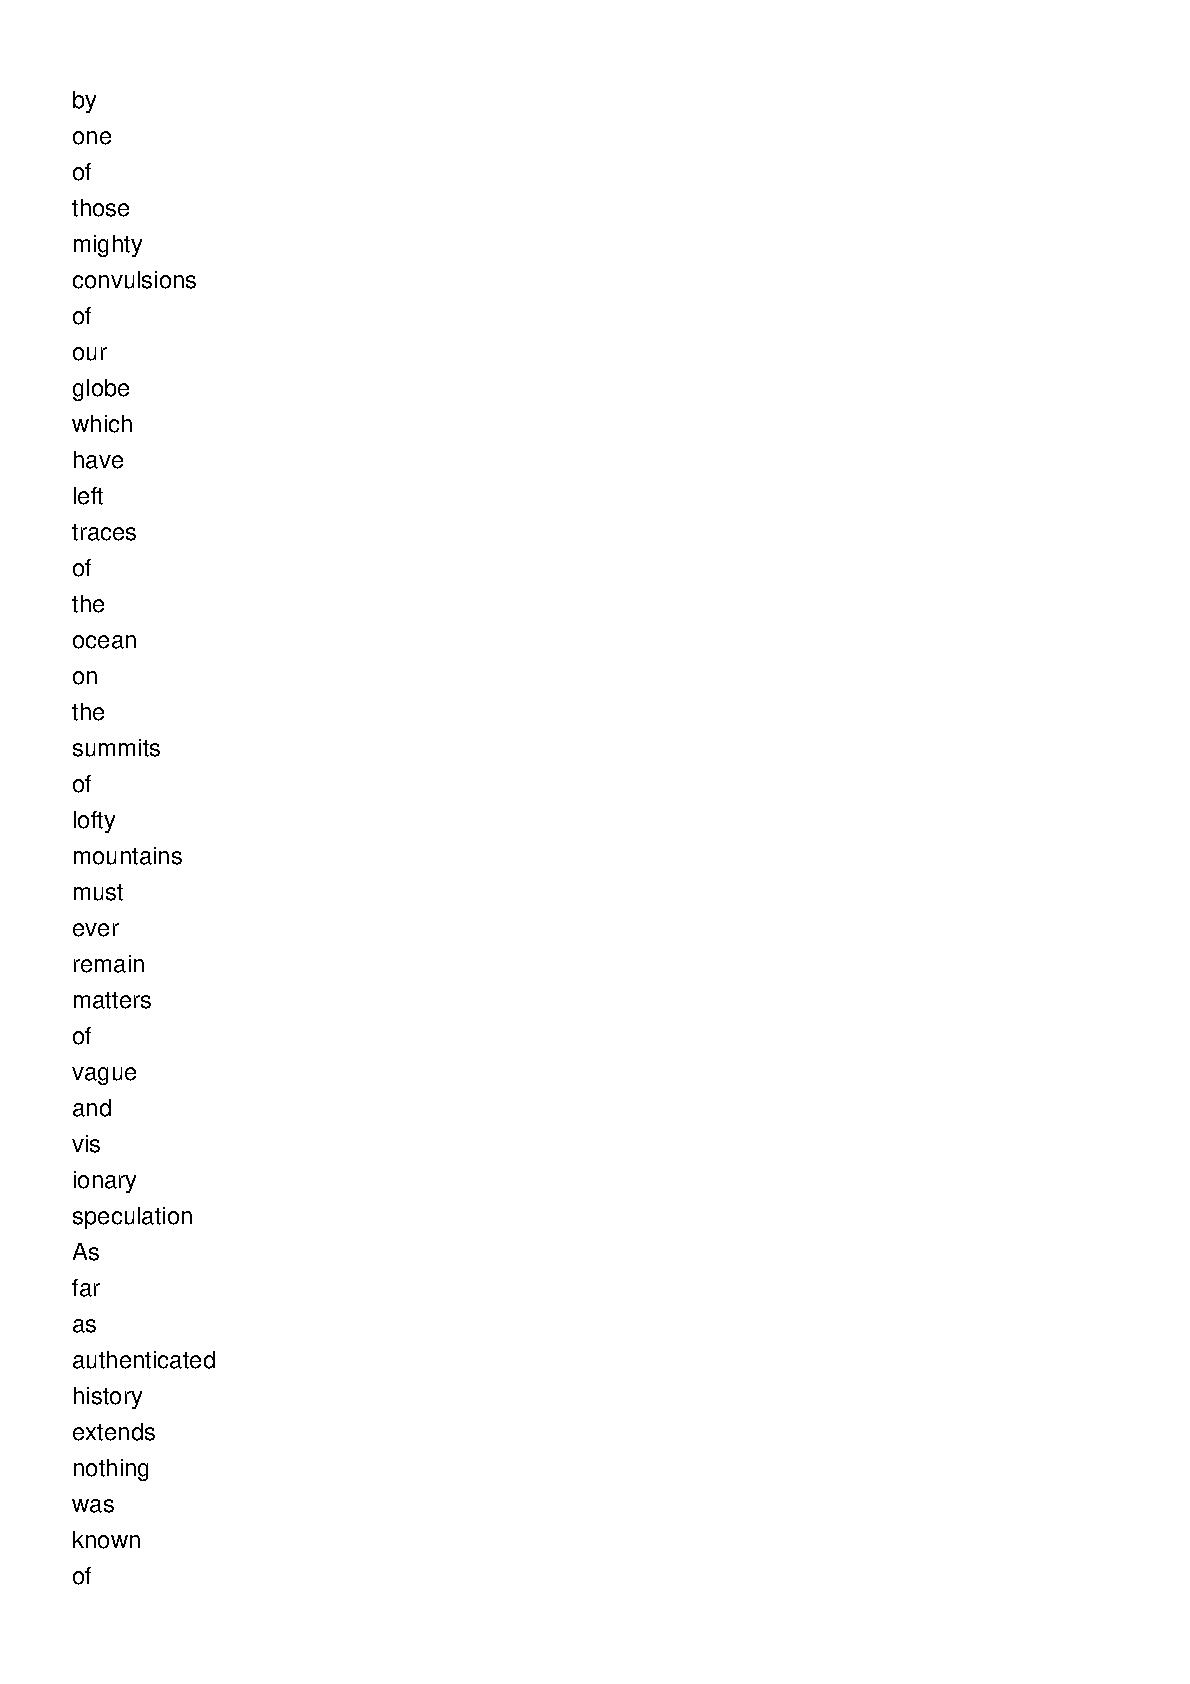 by
one
of
those
mighty
convulsions
of
our
globe
which
have
left
traces
of
the
ocean
on
the
summits
of
lofty
mountains
must
ever
remain
matters
of
vague
and
vis
ionary
speculation
As
far
as
authenticated
history
extends
nothing
was
known
of